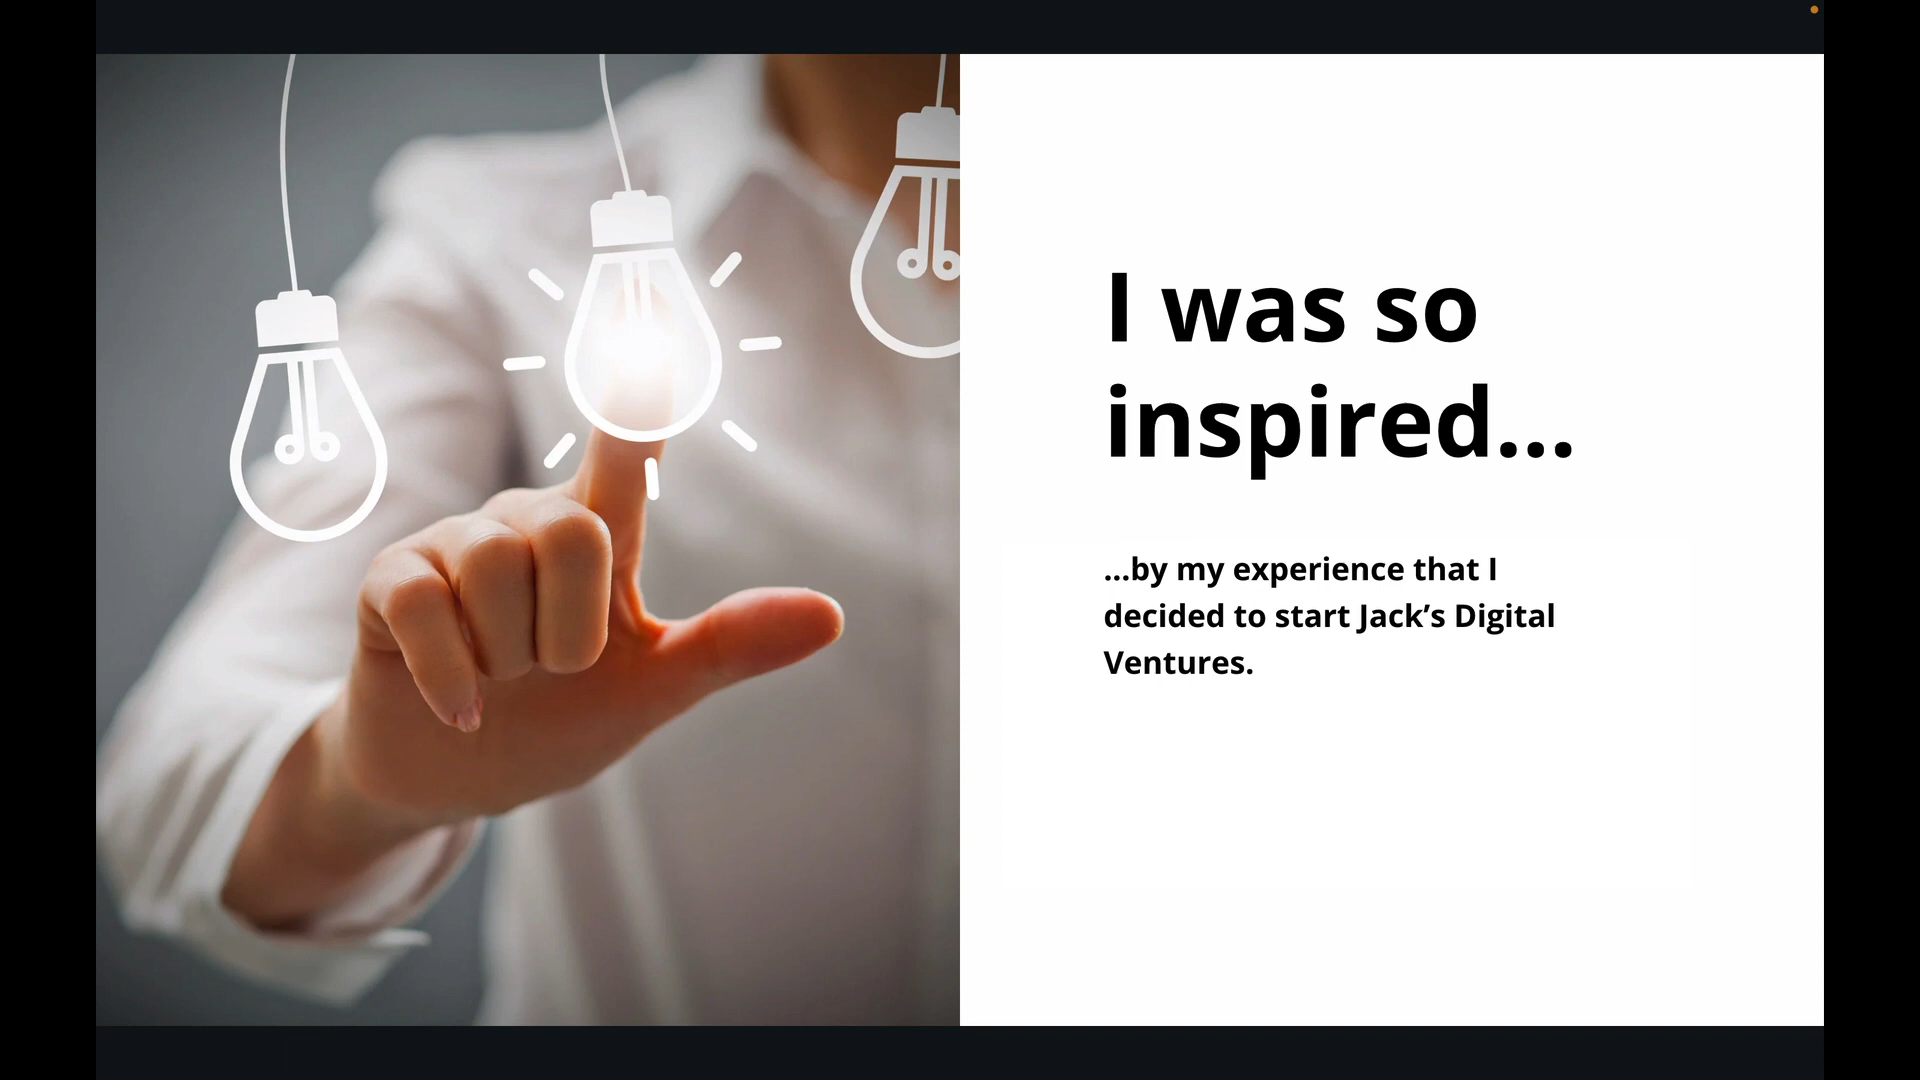 I was so
inspired...
...by my experience that I
decided to start Jack’s Digital
Ventures.